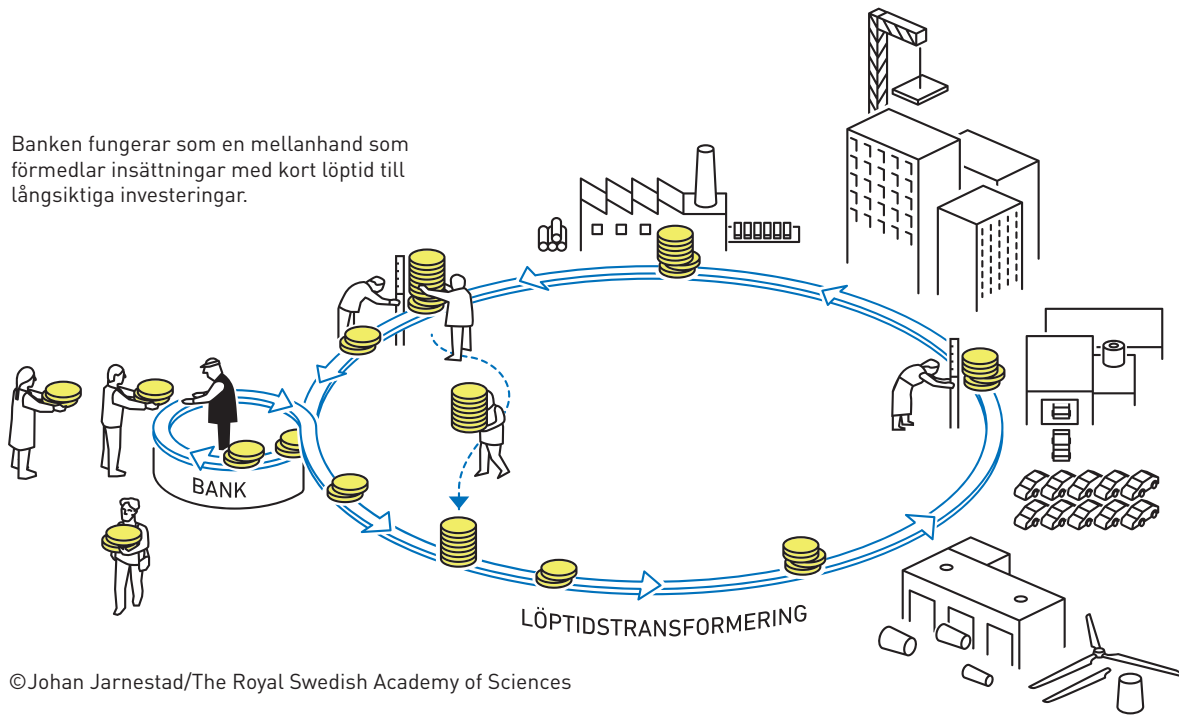 Banken fungerar som en mellanhand som
förmedlar insättningar med kort löptid till
långsiktiga investeringar.
BANK
LÖPTIDSTRANSFORMERING
©Johan Jarnestad/The Royal Swedish Academy of Sciences